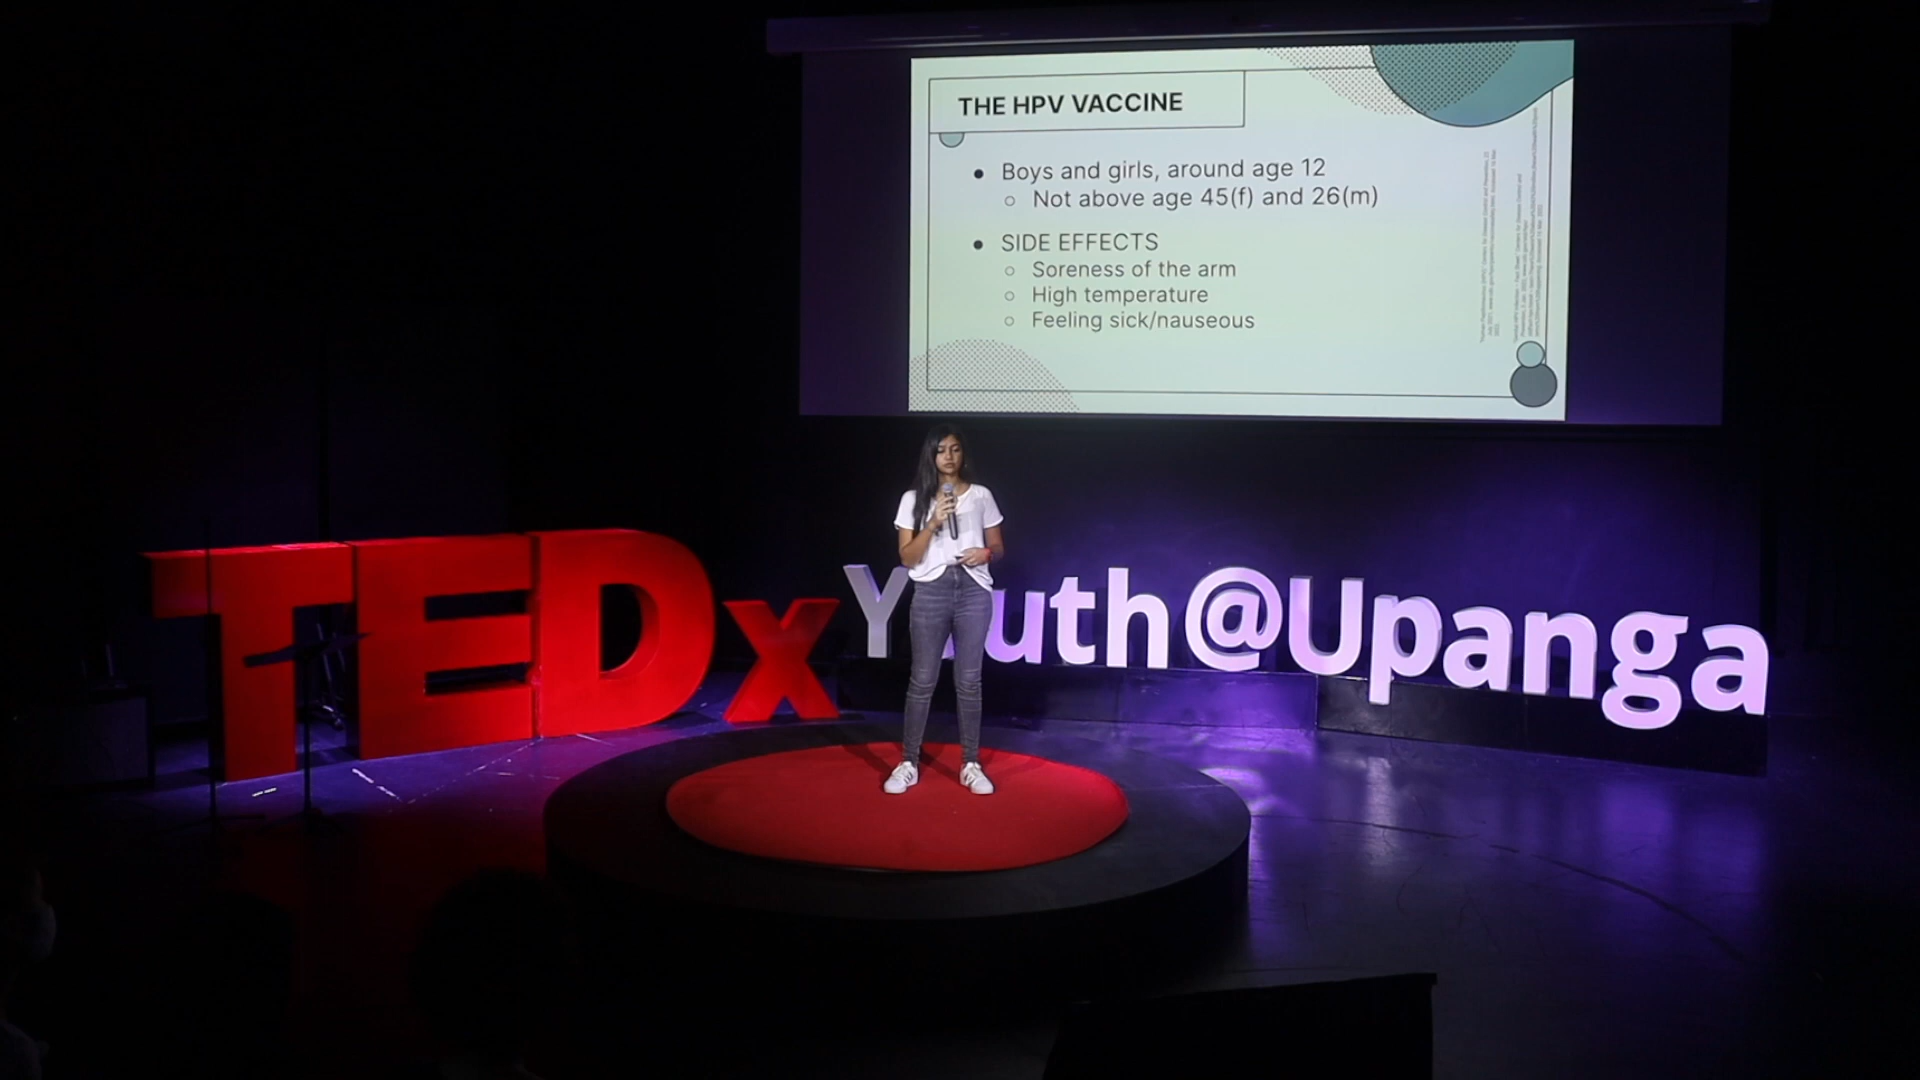 THE HPV VACCINE
● Boys and girls, around age 12
○ Not above age 45(f) and 26(m)
● SIDE EFFECTS
○ Soreness of the arm
○ High temperature
○ Feeling sick/nauseous
TEDx Y uth@Upanga